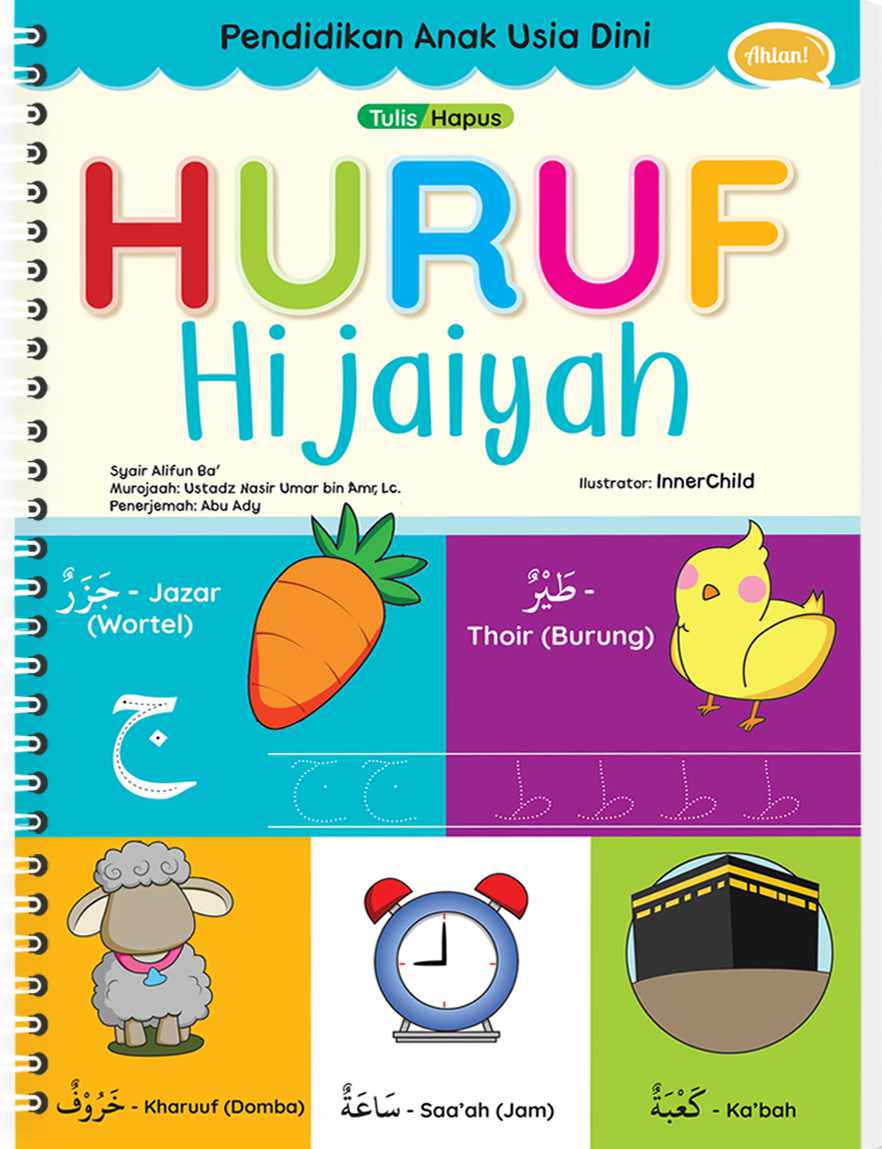 Pendidikan Anak Usia Dini
Ahlan!
Tulis Hapus
HURUF
Hijaiyah
Syair Alifun Ba'
Murojaah: Ustadz Nasir Umar bin Amr, Lc.
Penerjemah: Abu Ady
Ilustrator: InnerChild
جَزَرٌ - Jazar
(Wortel)
طَيْرٌ -
Thoir (Burung)
ج
ج ج
ط ط ط ط
خَرُوْفٌ - Kharuuf (Domba)
سَاعَةٌ - Saa'ah (Jam)
كَعْبَةٌ - Ka'bah